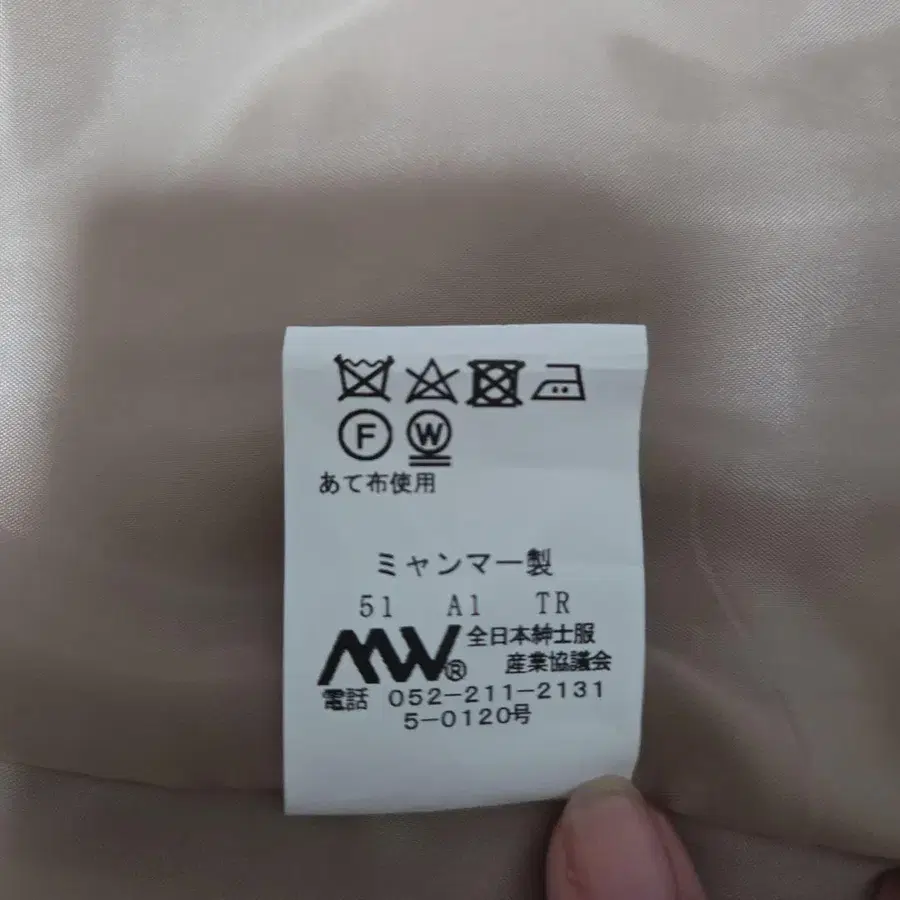 F W
あて布使用
ミャンマー製
51 A1 TR
MW® 全日本紳士服
産業協議会
電話 052-211-2131
5-0120号